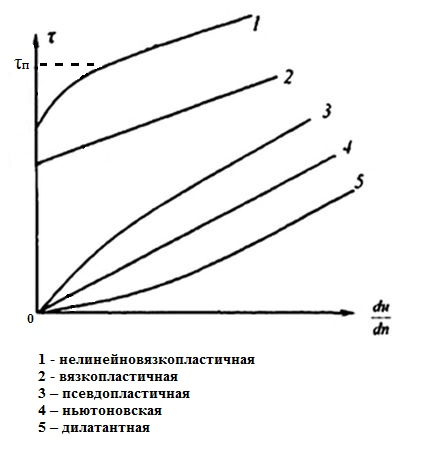 τ
1
τп
2
3
4
5
0
du
dn
1 - нелинейновязкопластичная
2 - вязкопластичная
3 – псевдопластичная
4 – ньютоновская
5 – дилатантная